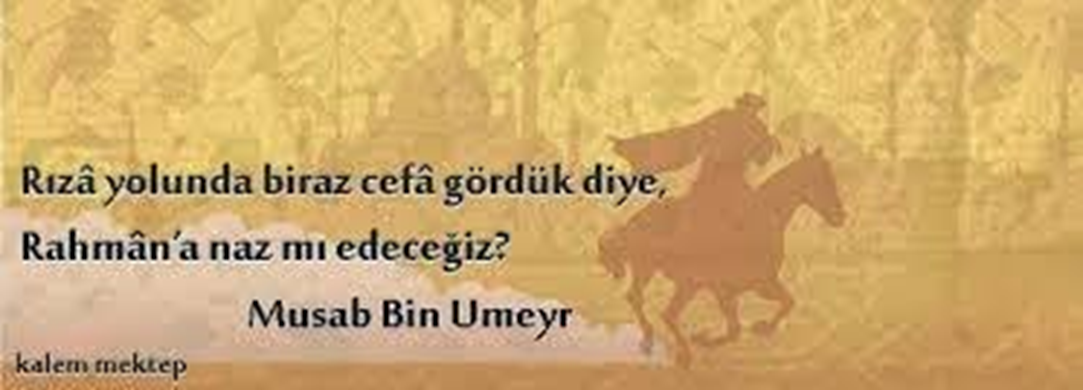 Rızâ yolunda biraz cefâ gördük diye,
Rahmân'a naz mı edeceğiz?
Musab Bin Umeyr
kalem mektep